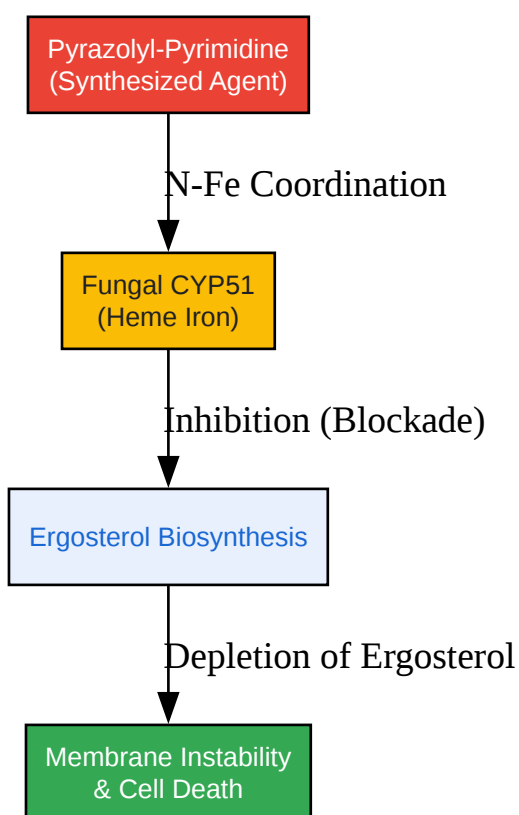 Pyrazolyl-Pyrimidine
(Synthesized Agent)
N-Fe Coordination
Fungal CYP51
(Heme Iron)
Inhibition (Blockade)
Ergosterol Biosynthesis
Depletion of Ergosterol
Membrane Instability
& Cell Death